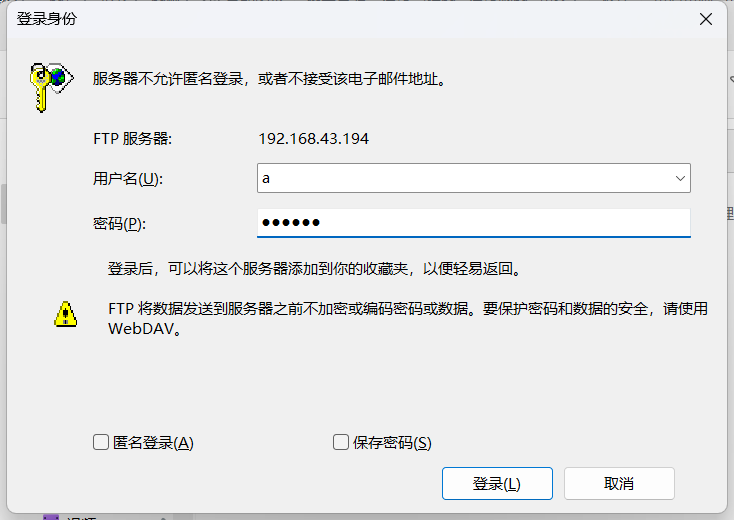 登录身份
服务器不允许匿名登录，或者不接受该电子邮件地址。
FTP 服务器:
192.168.43.194
用户名(U):
a
密码(P):
●●●●●●
登录后，可以将这个服务器添加到你的收藏夹，以便轻易返回。
FTP 将数据发送到服务器之前不加密或编码密码或数据。要保护密码和数据的安全，请使用
WebDAV。
匿名登录(A)
保存密码(S)
登录(L)
取消